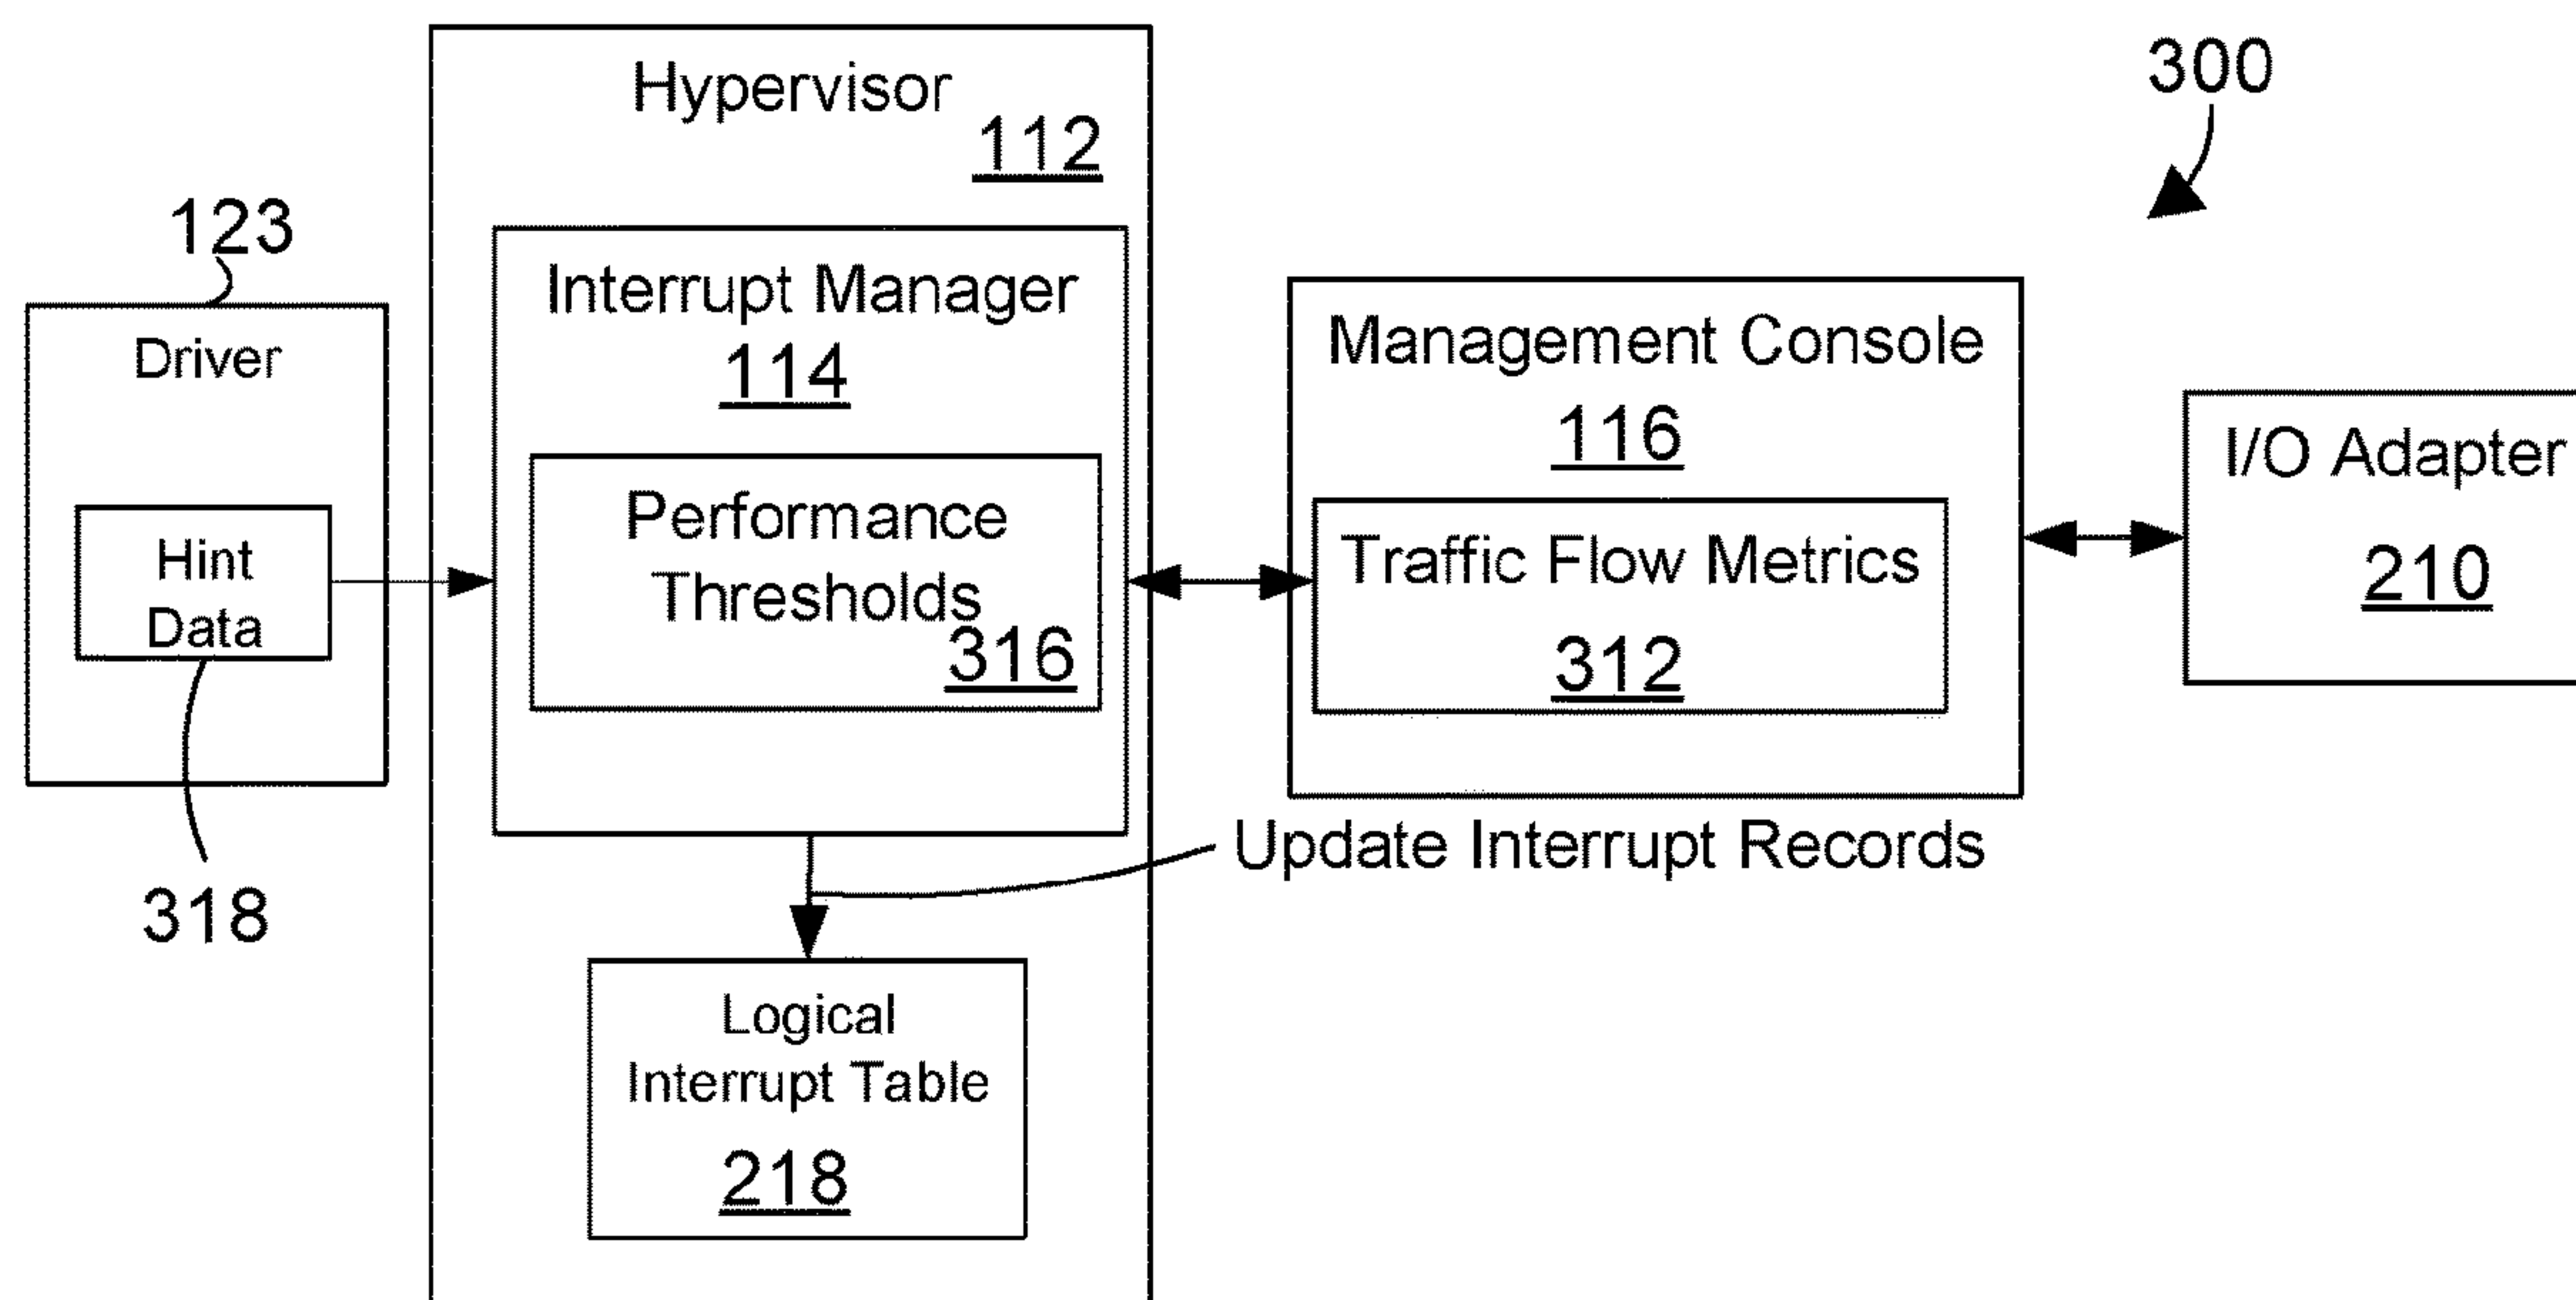 300
Hypervisor
112
123
Driver
Hint
Data
318
Interrupt Manager
114
Performance
Thresholds
316
Management Console
116
Traffic Flow Metrics
312
I/O Adapter
210
Update Interrupt Records
Logical
Interrupt Table
218